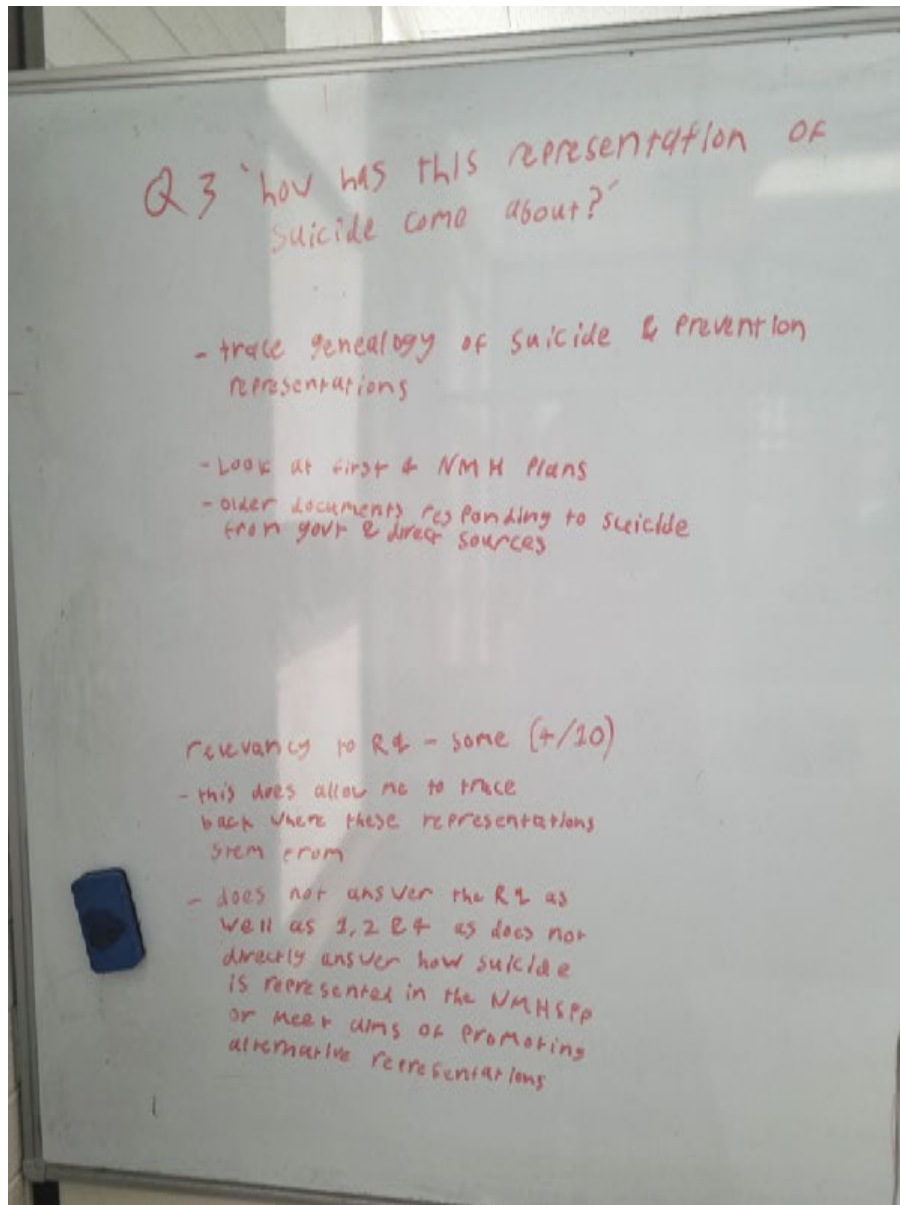 Q3 'how has this representation of
suicide come about?'
- trace genealogy of suicide & prevention
representations
- Look at first 4 NMH Plans
- older documents responding to suicide
from govt & direct sources
relevancy to RQ - some (+/10)
- this does allow me to trace
back where these representations
stem from
- does not answer the RQ as
well as 1, 2 & 4 as does not
directly answer how suicide
is represented in the NMHSPP
or meet aims of promoting
alternative representations